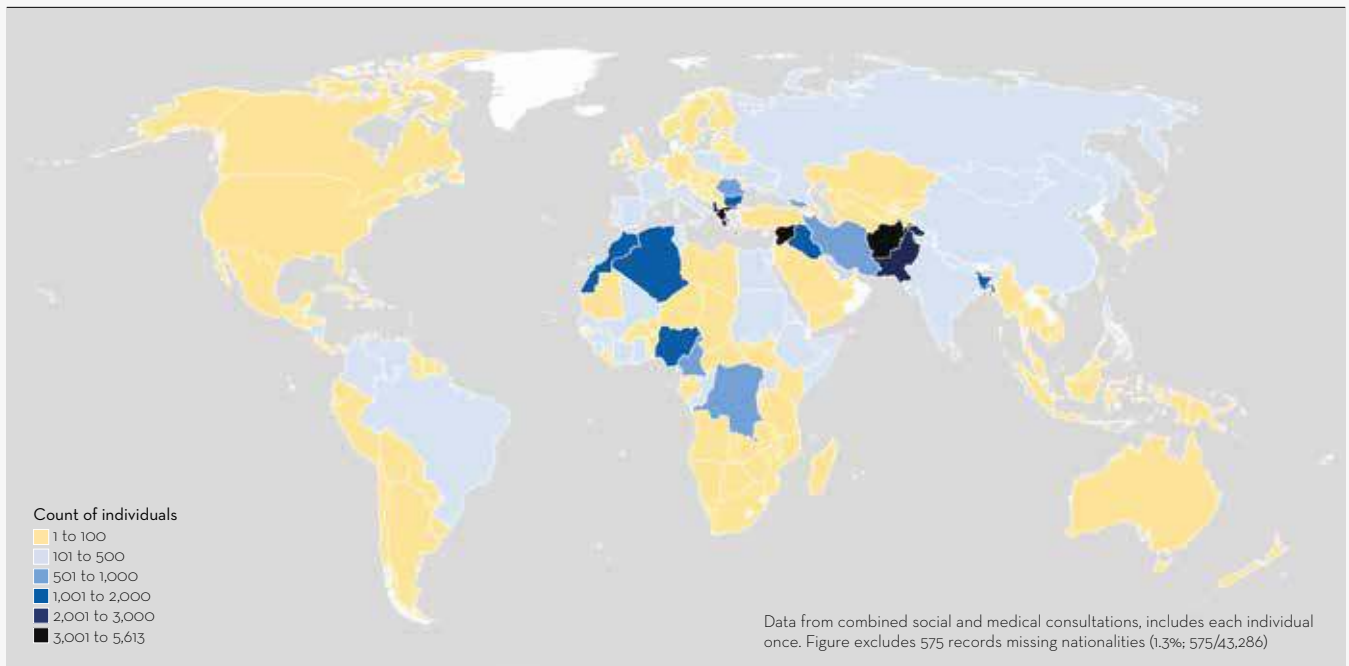 Count of individuals
1 to 100
101 to 500
501 to 1,000
1,001 to 2,000
2,001 to 3,000
3,001 to 5,613
Data from combined social and medical consultations, includes each individual
once. Figure excludes 575 records missing nationalities (1.3%; 575/43,286)